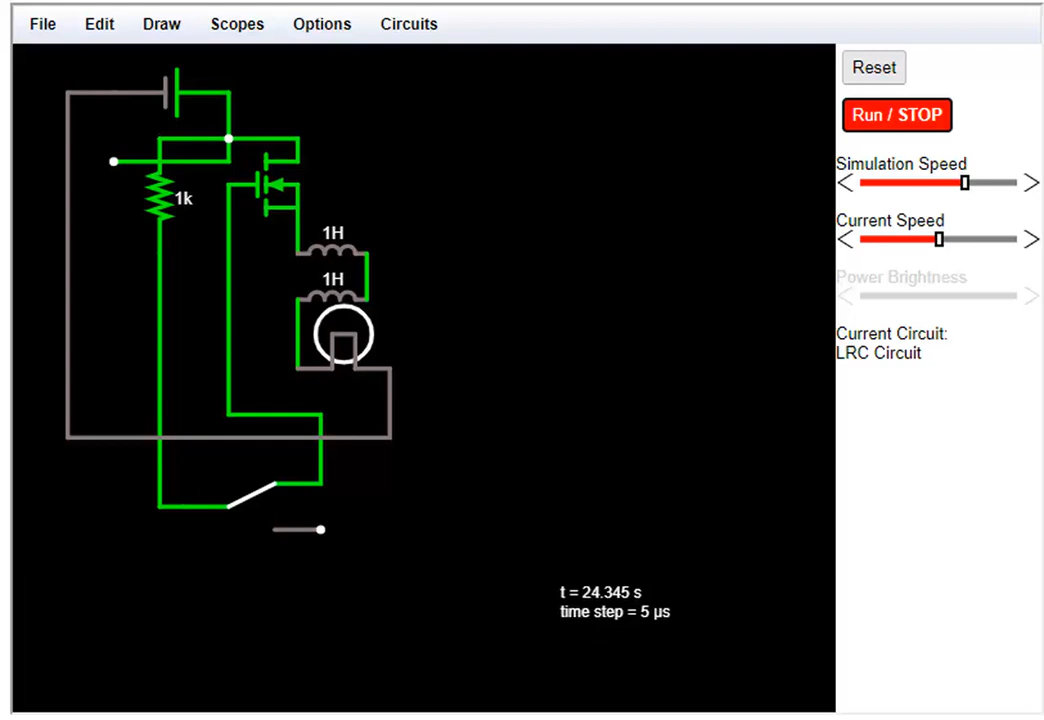 File Edit Draw Scopes Options Circuits
Reset
Run / STOP
Simulation Speed
Current Speed
Power Brightness
Current Circuit:
LRC Circuit
1k
1H
1H
t = 24.345 s
time step = 5 μs